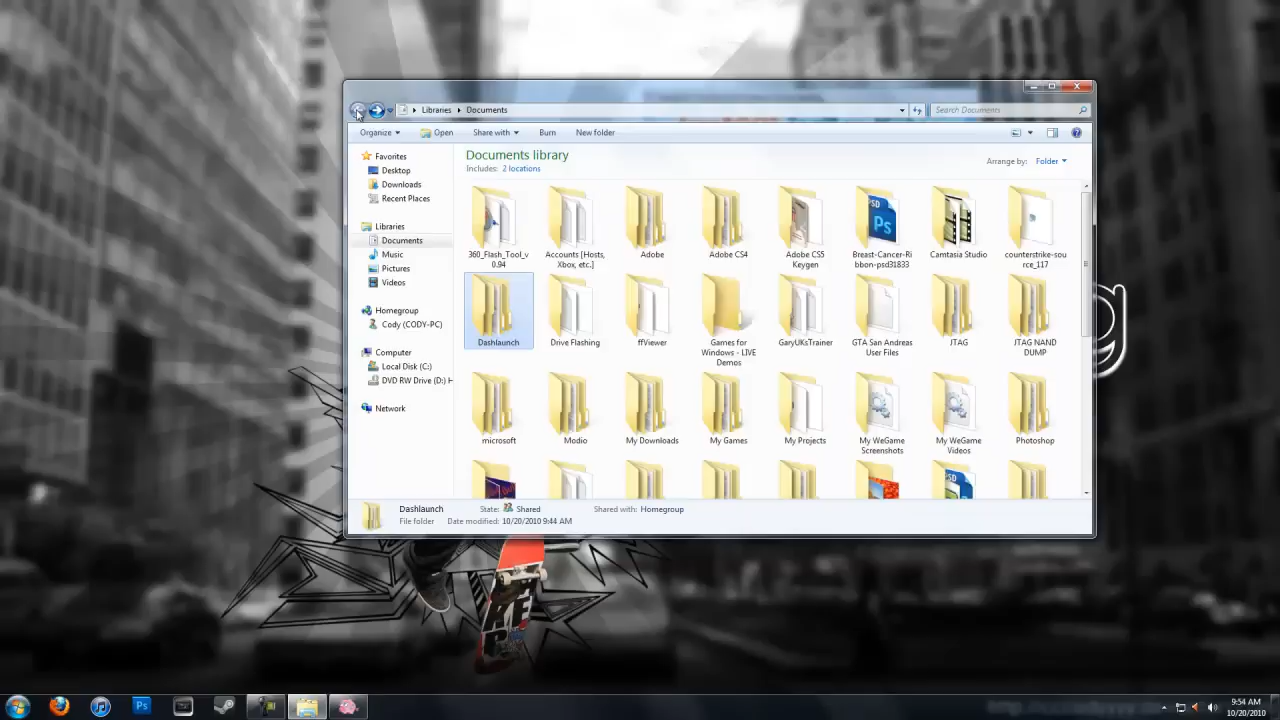 Libraries Documents
Search Documents
Organize Open Share with Burn New folder
Documents library
Includes: 2 locations
Arrange by: Folder
Favorites
Desktop
Downloads
Recent Places
Libraries
Documents
Music
Pictures
Videos
Homegroup
Cody (CODY-PC)
Computer
Local Disk (C:)
DVD RW Drive (D:) H
Network
360_Flash_Tool_v
0.94
Accounts [Hosts,
Xbox, etc.]
Adobe
Adobe CS4
Adobe CS5
Keygen
Breast-Cancer-Ri
bbon-psd31833
Camtasia Studio
counterstrike-sou
rce_117
Dashlaunch
Drive Flashing
ffViewer
Games for
Windows - LIVE
Demos
GaryUKsTrainer
GTA San Andreas
User Files
JTAG
JTAG NAND
DUMP
microsoft
Modio
My Downloads
My Games
My Projects
My WeGame
Screenshots
My WeGame
Videos
Photoshop
Dashlaunch State: Shared Shared with: Homegroup
File folder Date modified: 10/20/2010 9:44 AM
9:54 AM
10/20/2010